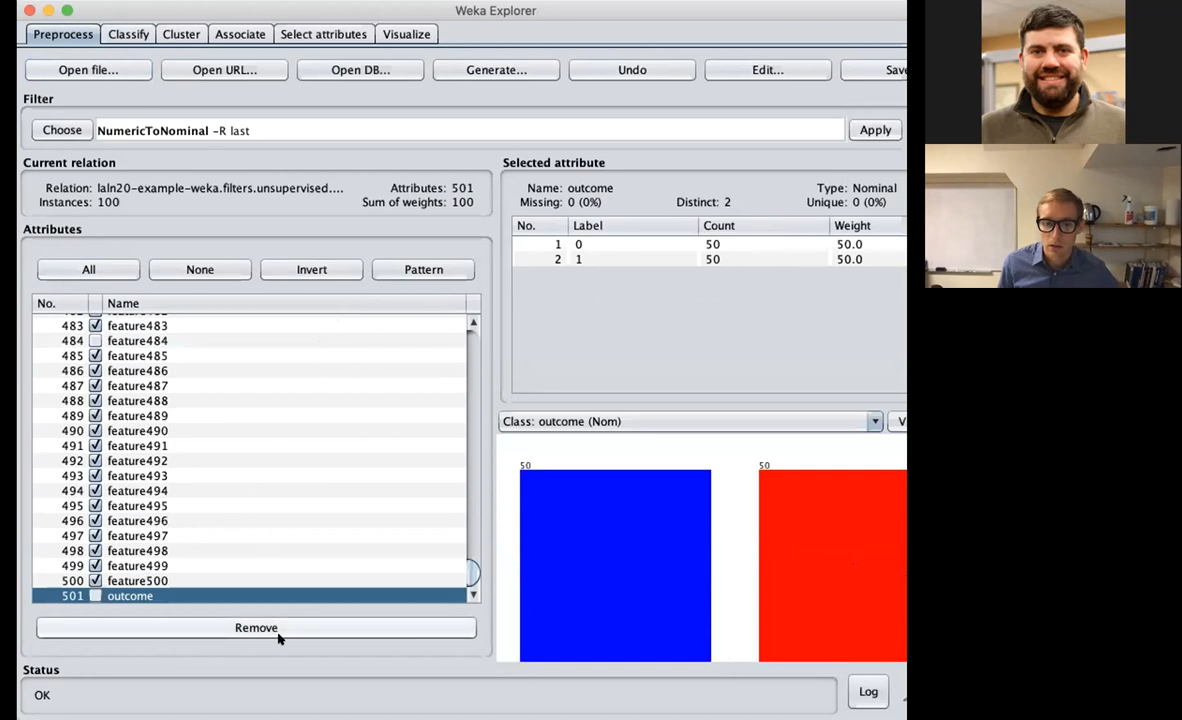 Weka Explorer
Preprocess Classify Cluster Associate Select attributes Visualize
Open file... Open URL... Open DB... Generate... Undo Edit... Save
Filter
Choose NumericToNominal -R last Apply
Current relation
Relation: laln20-example-weka.filters.unsupervised.... Attributes: 501
Instances: 100 Sum of weights: 100
Selected attribute
Name: outcome Type: Nominal
Missing: 0 (0%) Distinct: 2 Unique: 0 (0%)
No. Label Count Weight
1 0 50 50.0
2 1 50 50.0
Attributes
All None Invert Pattern
No. Name
483 feature483
484 feature484
485 feature485
486 feature486
487 feature487
488 feature488
489 feature489
490 feature490
491 feature491
492 feature492
493 feature493
494 feature494
495 feature495
496 feature496
497 feature497
498 feature498
499 feature499
500 feature500
501 outcome
Remove
Class: outcome (Nom) V
50 50
Status
OK
Log